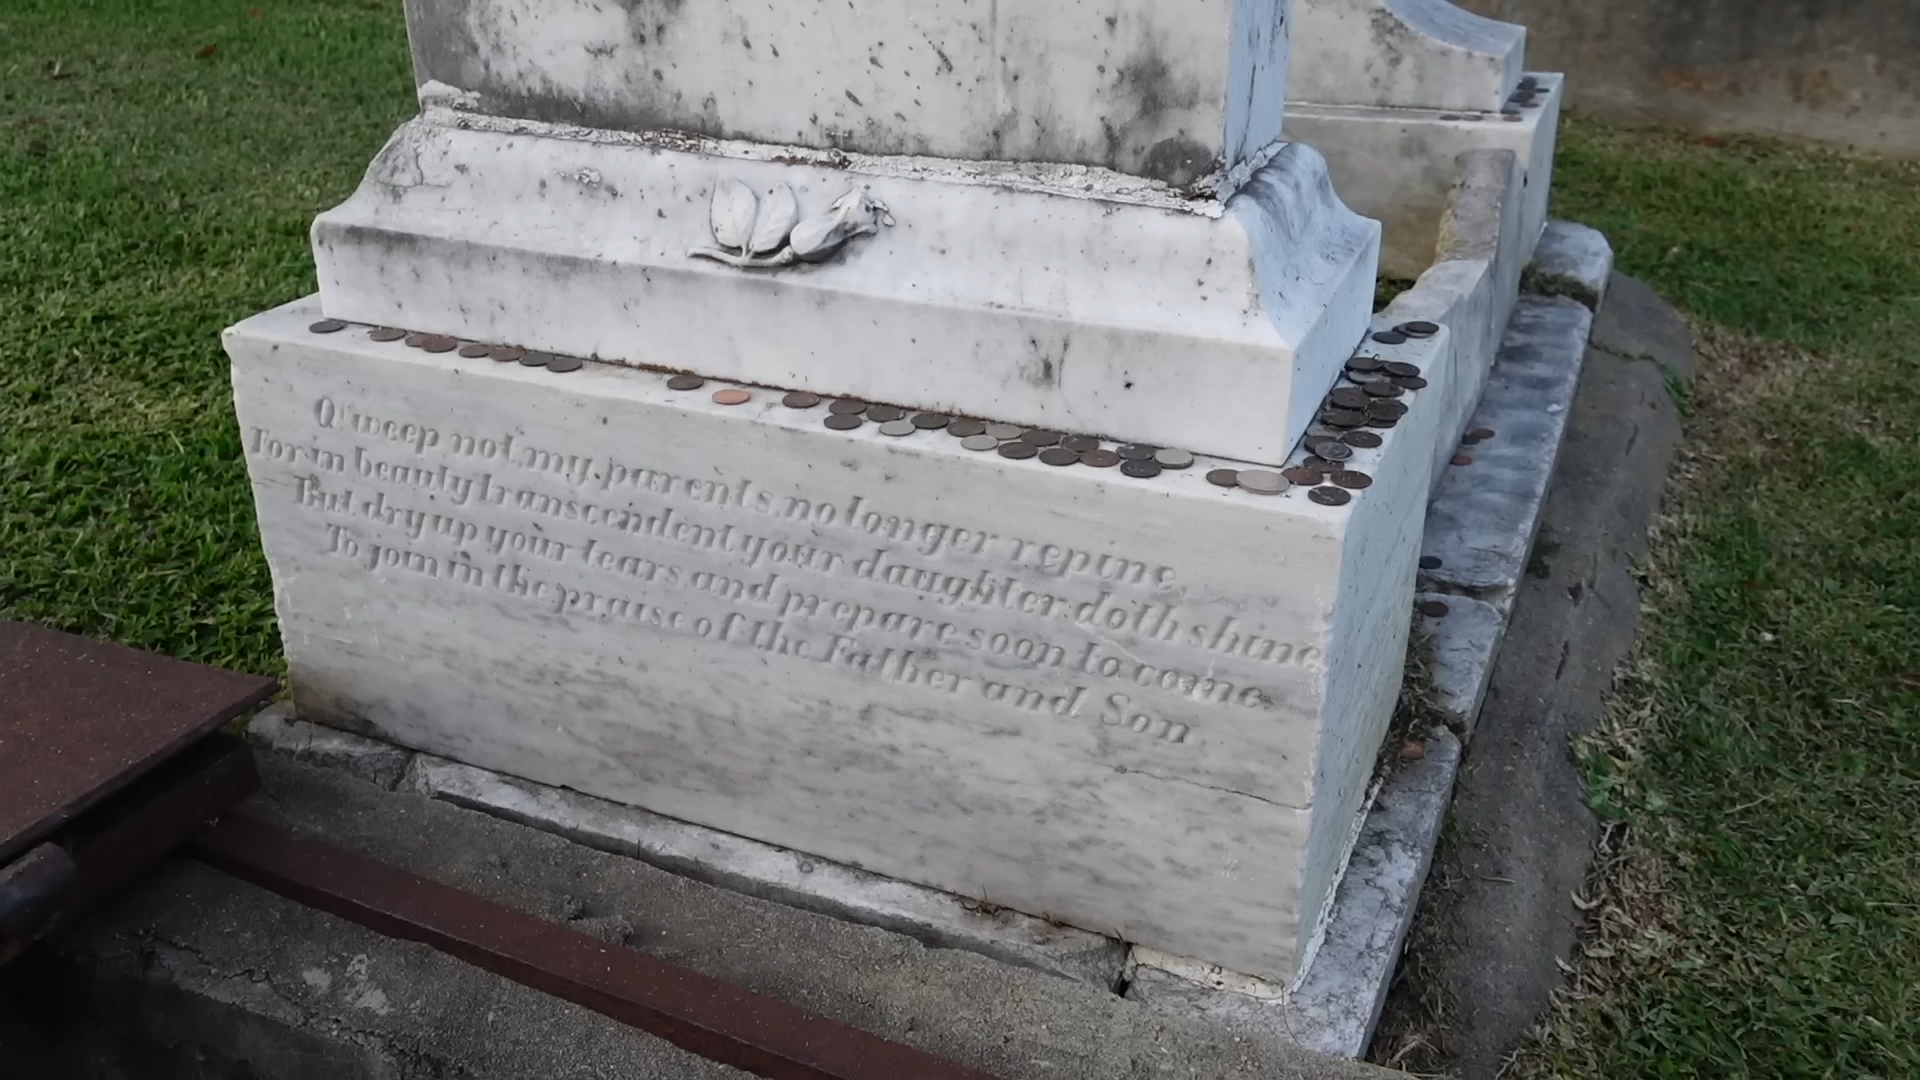 O! weep not, my parents, no longer repine,
For in beauty transcendent your daughter doth shine
But dry up your tears, and prepare soon to come
To join in the praise of the Father and Son